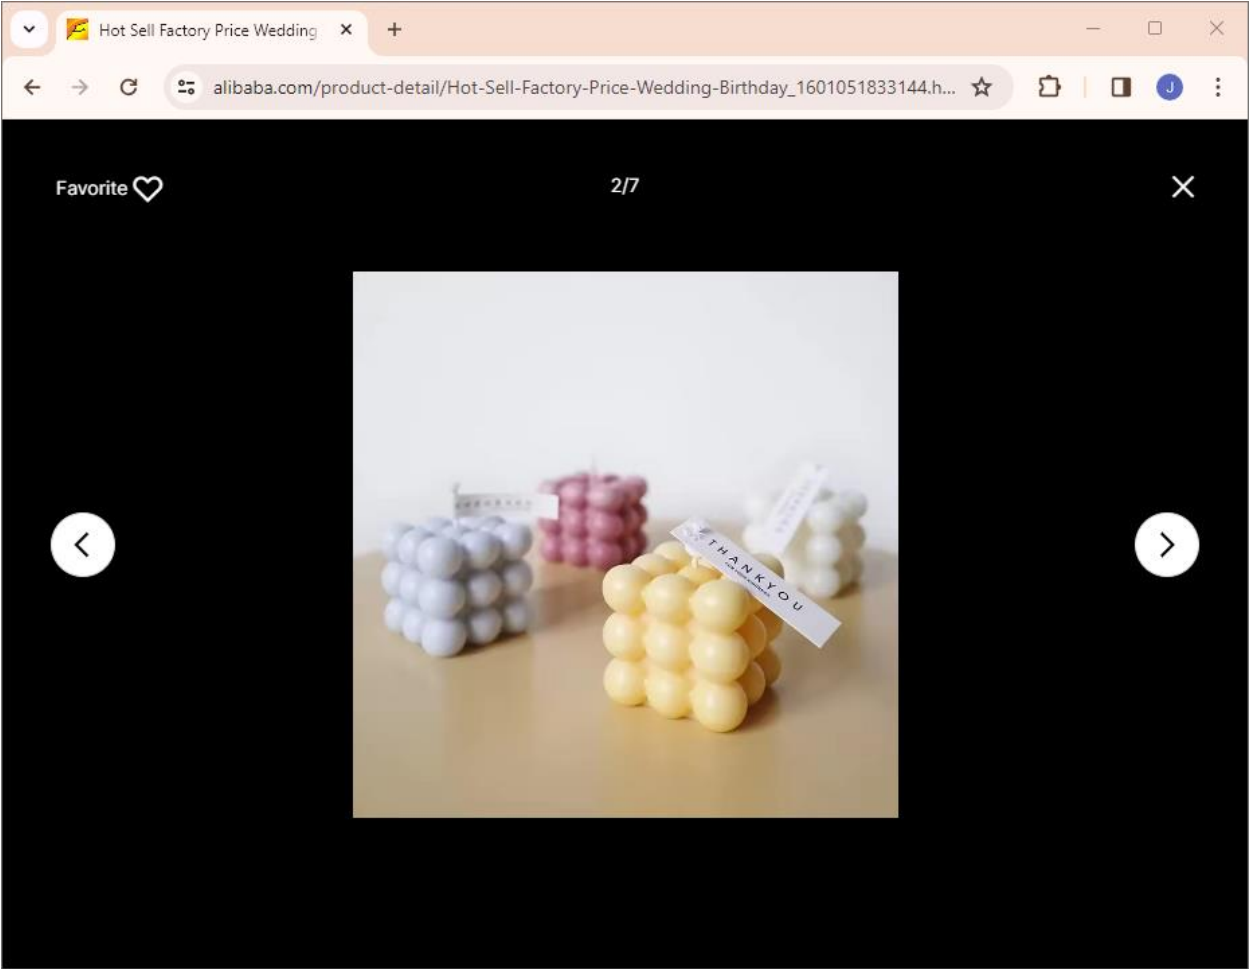 Hot Sell Factory Price Wedding
alibaba.com/product-detail/Hot-Sell-Factory-Price-Wedding-Birthday_1601051833144.h...
J
Favorite
2/7
THANKYOU